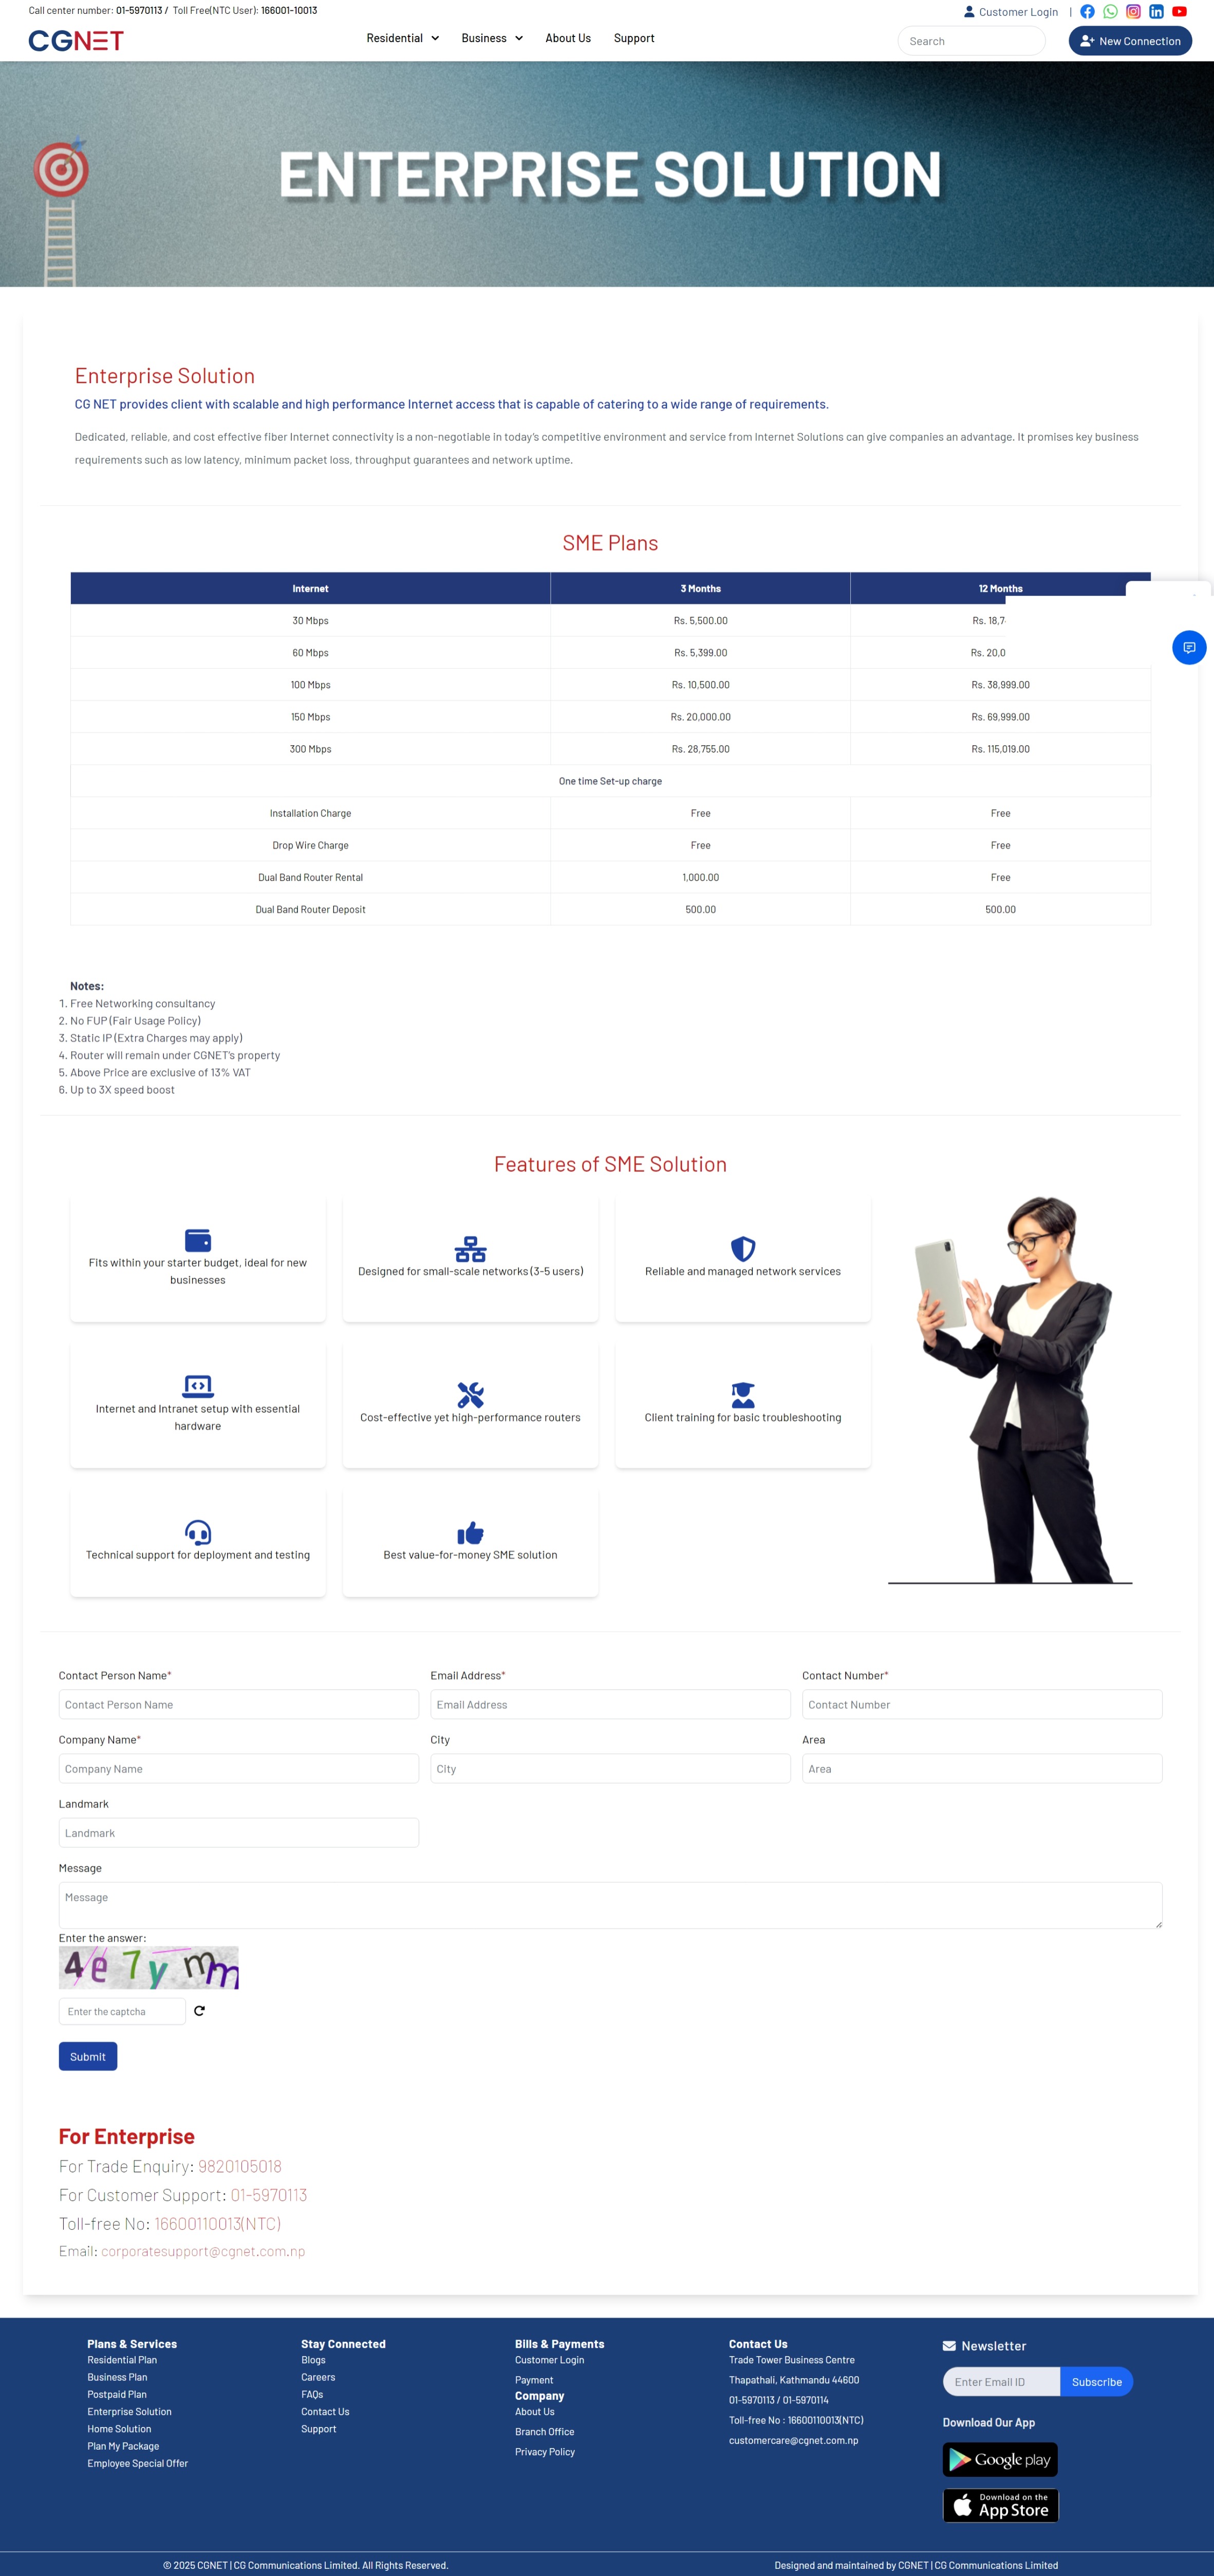 Call center number: 01-5970113 / Toll Free(NTC User): 166001-10013
Customer Login |
CGNET
Residential Business About Us Support
Search
New Connection
ENTERPRISE SOLUTION
Enterprise Solution
CG NET provides client with scalable and high performance Internet access that is capable of catering to a wide range of requirements.
Dedicated, reliable, and cost effective fiber Internet connectivity is a non-negotiable in today's competitive environment and service from Internet Solutions can give companies an advantage. It promises key business
requirements such as low latency, minimum packet loss, throughput guarantees and network uptime.
SME Plans
Internet 3 Months 12 Months
30 Mbps Rs. 5,500.00 Rs. 18,7
60 Mbps Rs. 5,399.00 Rs. 20,0
100 Mbps Rs. 10,500.00 Rs. 38,999.00
150 Mbps Rs. 20,000.00 Rs. 69,999.00
300 Mbps Rs. 28,755.00 Rs. 115,019.00
One time Set-up charge
Installation Charge Free Free
Drop Wire Charge Free Free
Dual Band Router Rental 1,000.00 Free
Dual Band Router Deposit 500.00 500.00
Notes:
1. Free Networking consultancy
2. No FUP (Fair Usage Policy)
3. Static IP (Extra Charges may apply)
4. Router will remain under CGNET's property
5. Above Price are exclusive of 13% VAT
6. Up to 3X speed boost
Features of SME Solution
Fits within your starter budget, ideal for new
businesses
Designed for small-scale networks (3-5 users)
Reliable and managed network services
Internet and Intranet setup with essential
hardware
Cost-effective yet high-performance routers
Client training for basic troubleshooting
Technical support for deployment and testing
Best value-for-money SME solution
Contact Person Name* Email Address* Contact Number*
Contact Person Name Email Address Contact Number
Company Name* City Area
Company Name City Area
Landmark
Landmark
Message
Message
Enter the answer:
4e7ymm
Enter the captcha
Submit
For Enterprise
For Trade Enquiry: 9820105018
For Customer Support: 01-5970113
Toll-free No: 16600110013(NTC)
Email: corporatesupport@cgnet.com.np
Plans & Services
Residential Plan
Business Plan
Postpaid Plan
Enterprise Solution
Home Solution
Plan My Package
Employee Special Offer
Stay Connected
Blogs
Careers
FAQs
Contact Us
Support
Bills & Payments
Customer Login
Payment
Company
About Us
Branch Office
Privacy Policy
Contact Us
Trade Tower Business Centre
Thapathali, Kathmandu 44600
01-5970113 / 01-5970114
Toll-free No : 16600110013(NTC)
customercare@cgnet.com.np
Newsletter
Enter Email ID Subscribe
Download Our App
Google play
Download on the
App Store
© 2025 CGNET | CG Communications Limited. All Rights Reserved.
Designed and maintained by CGNET | CG Communications Limited